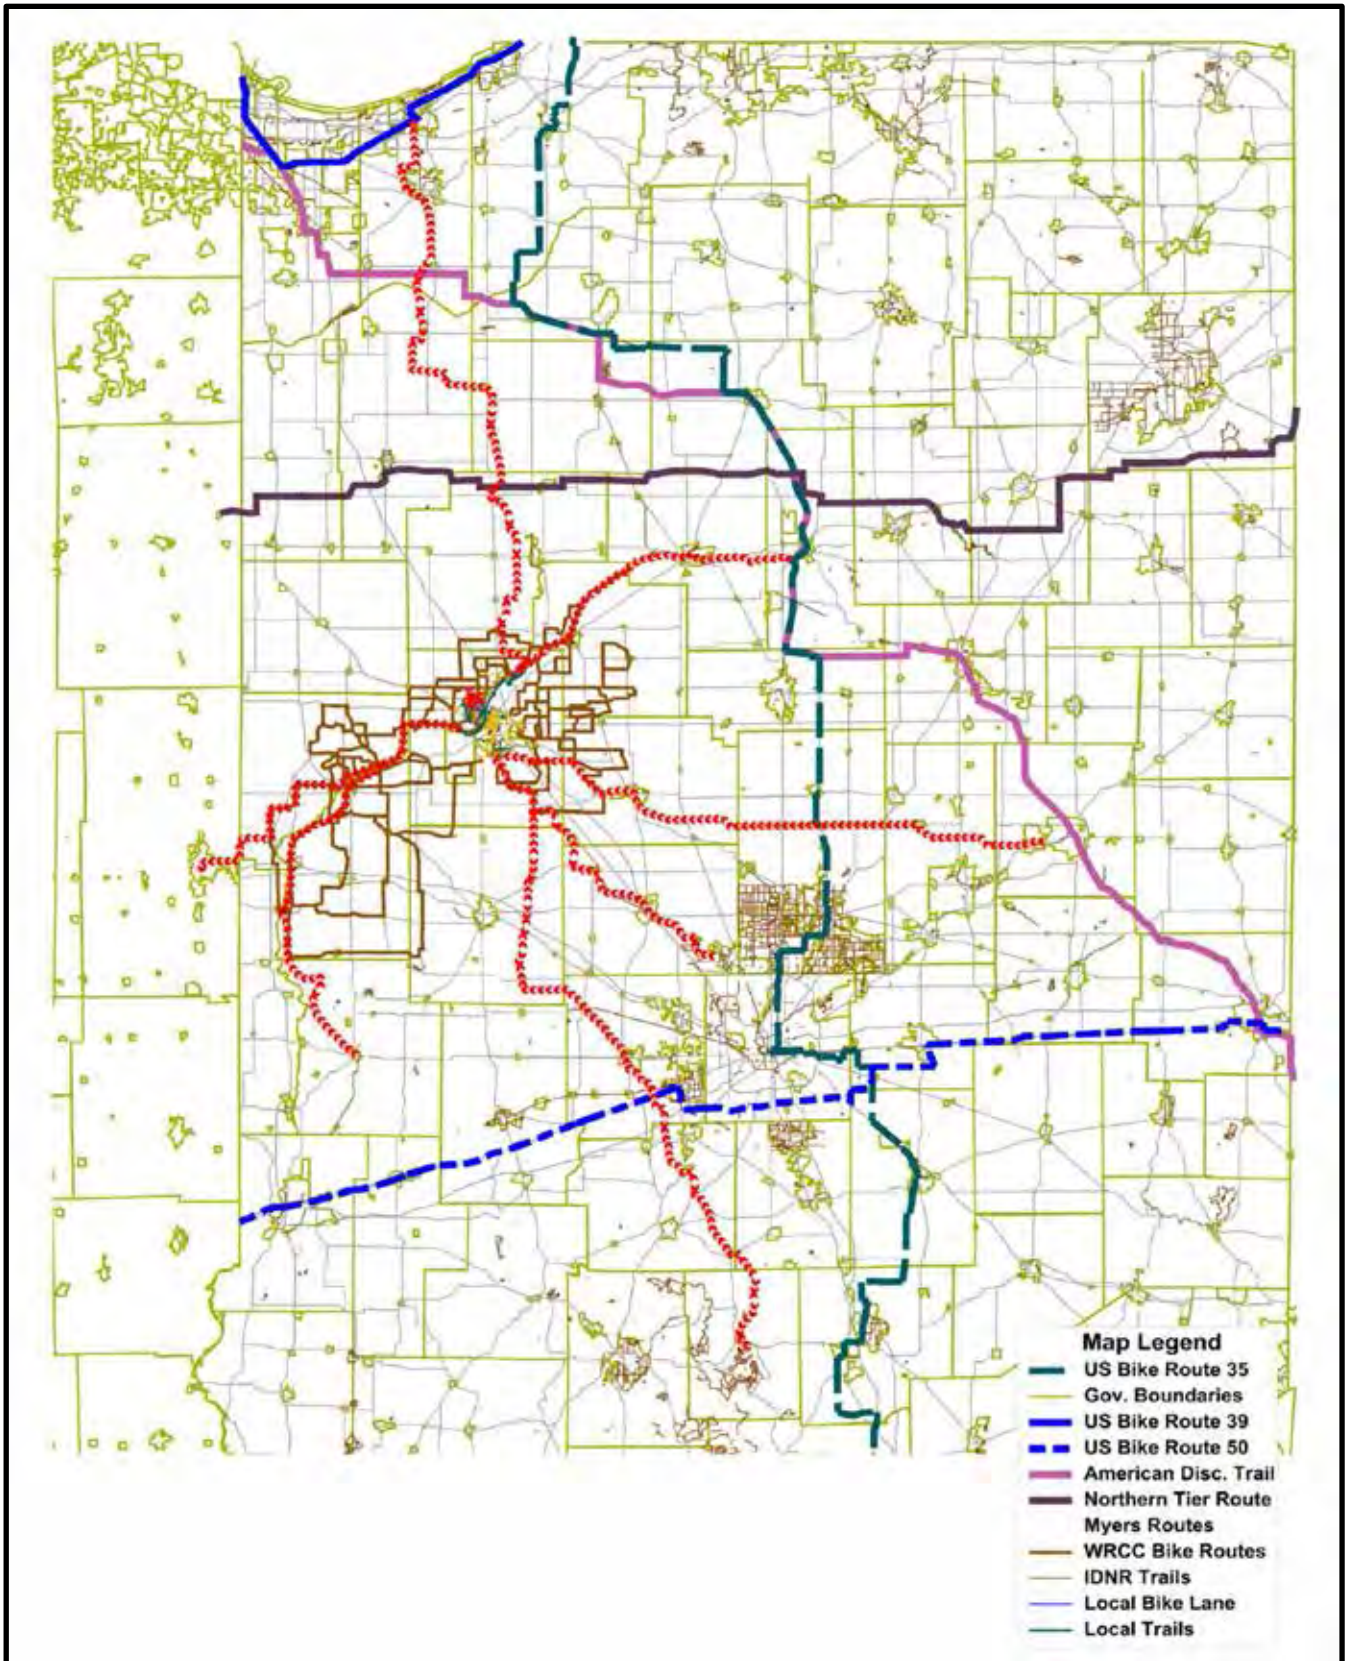 Map Legend
US Bike Route 35
Gov. Boundaries
US Bike Route 39
US Bike Route 50
American Disc. Trail
Northern Tier Route
Myers Routes
WRCC Bike Routes
IDNR Trails
Local Bike Lane
Local Trails